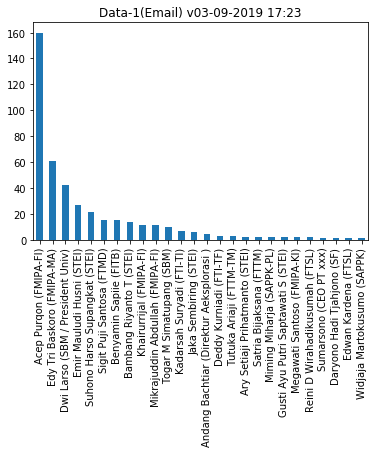 Data-1(Email) v03-09-2019 17:23
160
140
120
100
80
60
40
20
0
Acep Purqon (FMIPA-FI)
Edy Tri Baskoro (FMIPA-MA)
Dwi Larso (SBM / President Univ)
Emir Mauludi Husni (STEI)
Suhono Harso Supangkat (STEI)
Sigit Puji Santosa (FTMD)
Benyamin Sapiie (FITB)
Bambang Riyanto T (STEI)
Khairurrijal (FMIPA-FI)
Mikrajuddin Abdullah (FMIPA-FI)
Togar M Simatupang (SBM)
Kadarsah Suryadi (FTI-TI)
Jaka Sembiring (STEI)
Andang Bachtiar (Direktur Aeksplorasi )
Deddy Kurniadi (FTI-TF)
Tutuka Ariaji (FTTM-TM)
Ary Setiaji Prihatmanto (STEI)
Satria Bijaksana (FTTM)
Miming Miharja (SAPPK-PL)
Gusti Ayu Putri Saptawati S (STEI)
Megawati Santoso (FMIPA-KI)
Reini D Wirahadikusumah (FTSL)
Sumarsono (CEO PT xxx)
Daryono Hadi Tjahjono (SF)
Edwan Kardena (FTSL)
Widjaja Martokusumo (SAPPK)